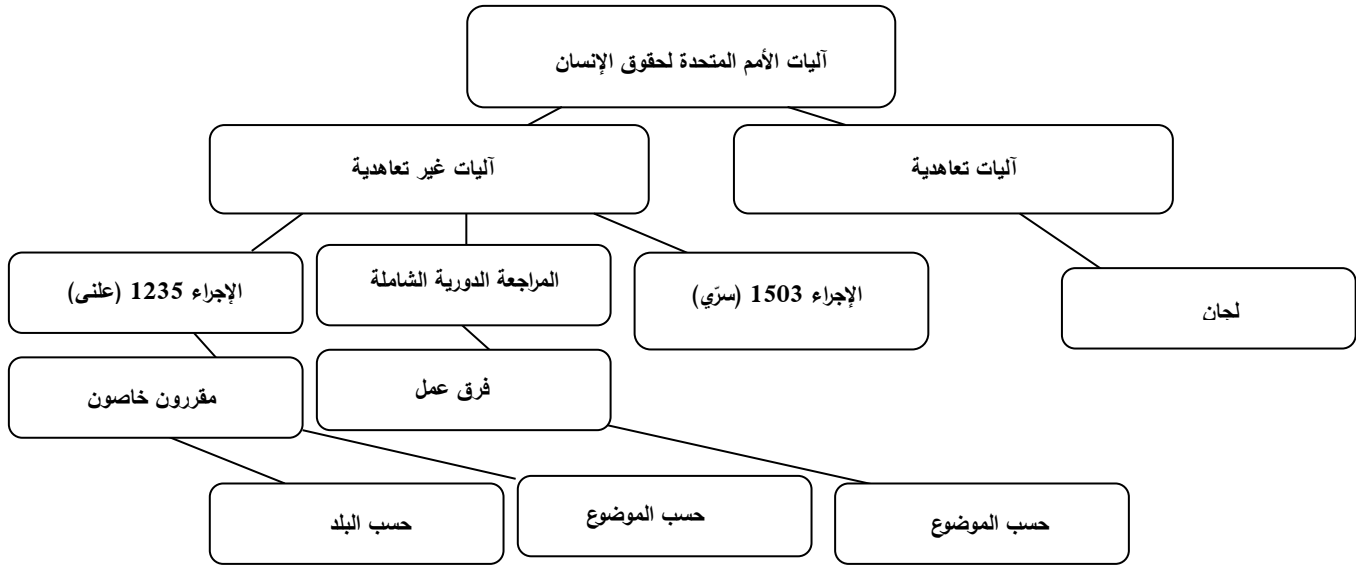 آليات الأمم المتحدة لحقوق الإنسان
آليات تعاهدية
آليات غير تعاهدية
لجان
الإجراء 1503 (سرّي)
المراجعة الدورية الشاملة
الإجراء 1235 (علنى)
فرق عمل
مقررون خاصون
حسب الموضوع
حسب الموضوع
حسب البلد